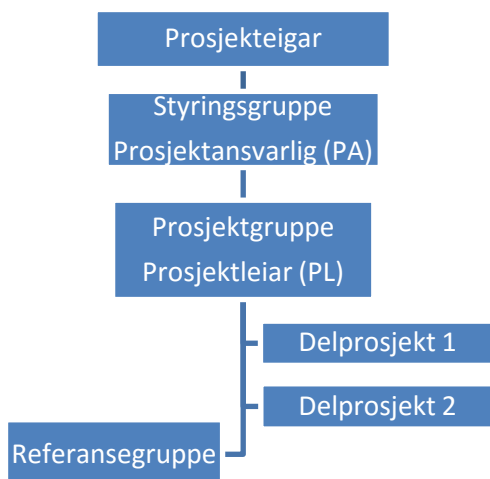 Prosjekteigar
Styringsgruppe
Prosjektansvarlig (PA)
Prosjektgruppe
Prosjektleiar (PL)
Delprosjekt 1
Delprosjekt 2
Referansegruppe